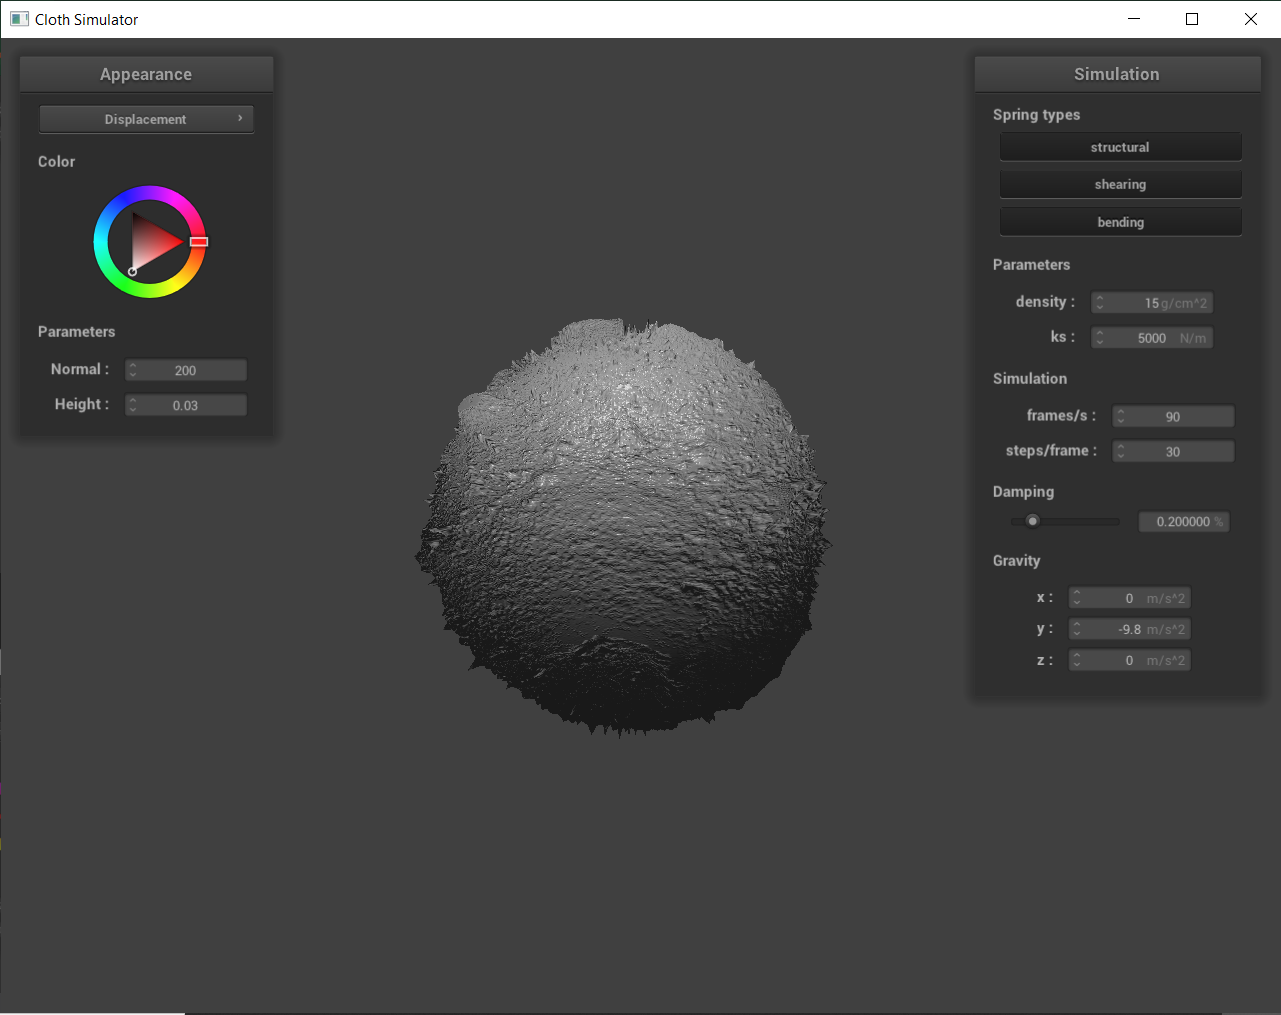 Cloth Simulator
Appearance
Displacement
Color
Parameters
Normal : 200
Height : 0.03
Simulation
Spring types
structural
shearing
bending
Parameters
density : 15 g/cm^2
ks : 5000 N/m
Simulation
frames/s : 90
steps/frame : 30
Damping
0.200000 %
Gravity
x : 0 m/s^2
y : -9.8 m/s^2
z : 0 m/s^2